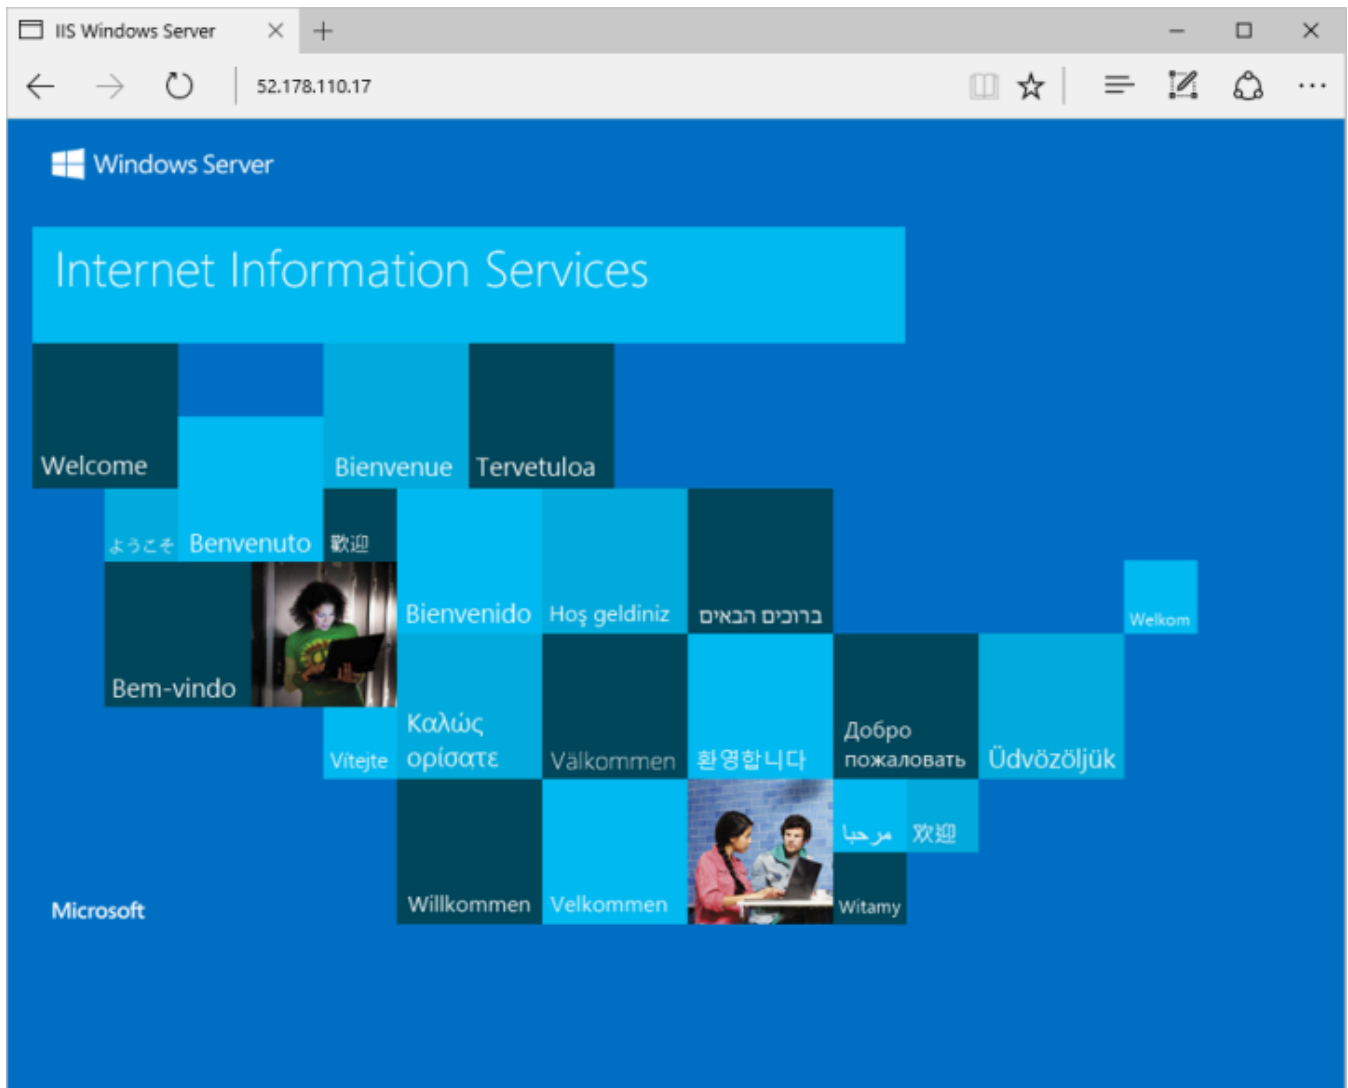 IIS Windows Server
52.178.110.17
Windows Server
Internet Information Services
Welcome
Bienvenue
Tervetuloa
ようこそ
Benvenuto
歡迎
Bienvenido
Hoş geldiniz
ברוכים הבאים
Welkom
Bem-vindo
Vítejte
Καλώς
ορίσατε
Välkommen
환영합니다
Добро
пожаловать
Üdvözöljük
Willkommen
Velkommen
مرحبا
欢迎
Witamy
Microsoft